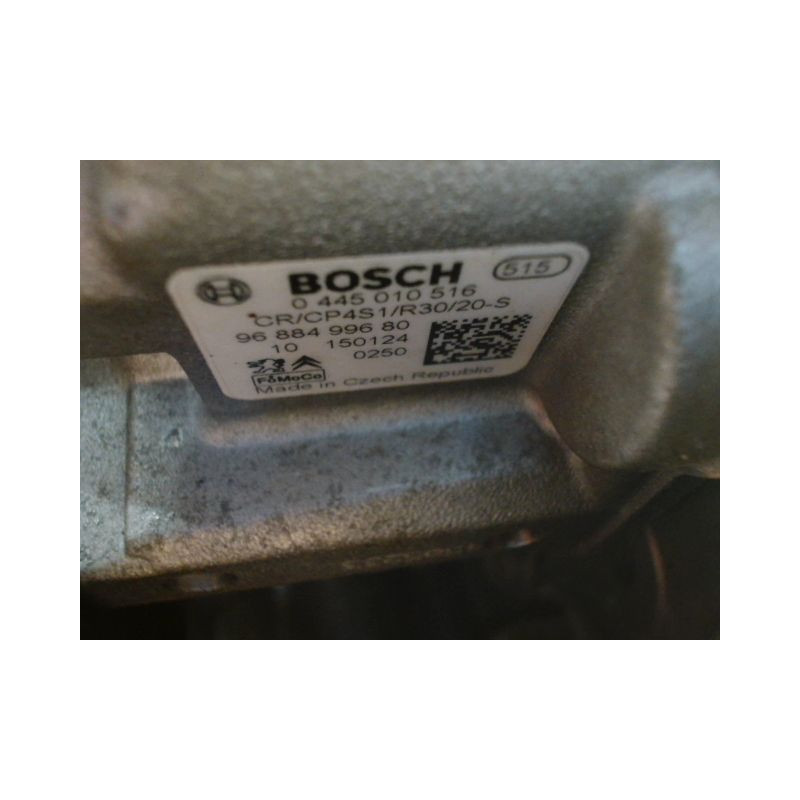 BOSCH 515
0 445 010 516
CR/CP4S1/R30/20-S
96 884 996 80
10 150124
0250
FoMoCo
Made in Czech Republic